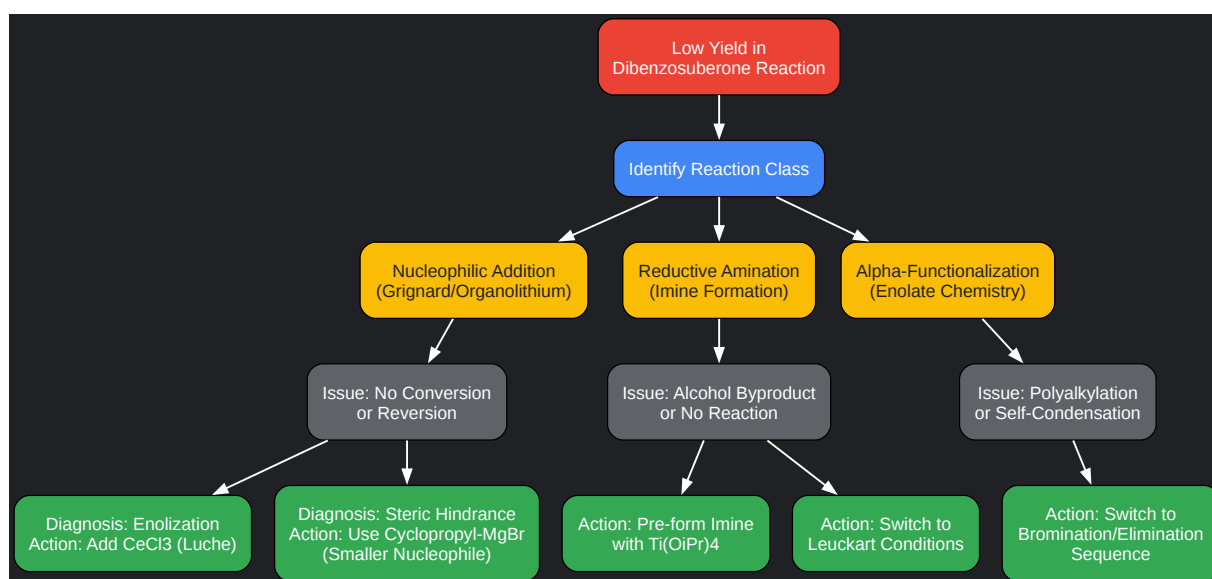 Low Yield in
Dibenzosuberone Reaction
Identify Reaction Class
Nucleophilic Addition
(Grignard/Organolithium)
Reductive Amination
(Imine Formation)
Alpha-Functionalization
(Enolate Chemistry)
Issue: No Conversion
or Reversion
Issue: Alcohol Byproduct
or No Reaction
Issue: Polyalkylation
or Self-Condensation
Diagnosis: Enolization
Action: Add CeCl3 (Luche)
Diagnosis: Steric Hindrance
Action: Use Cyclopropyl-MgBr
(Smaller Nucleophile)
Action: Pre-form Imine
with Ti(OiPr)4
Action: Switch to
Leuckart Conditions
Action: Switch to
Bromination/Elimination
Sequence